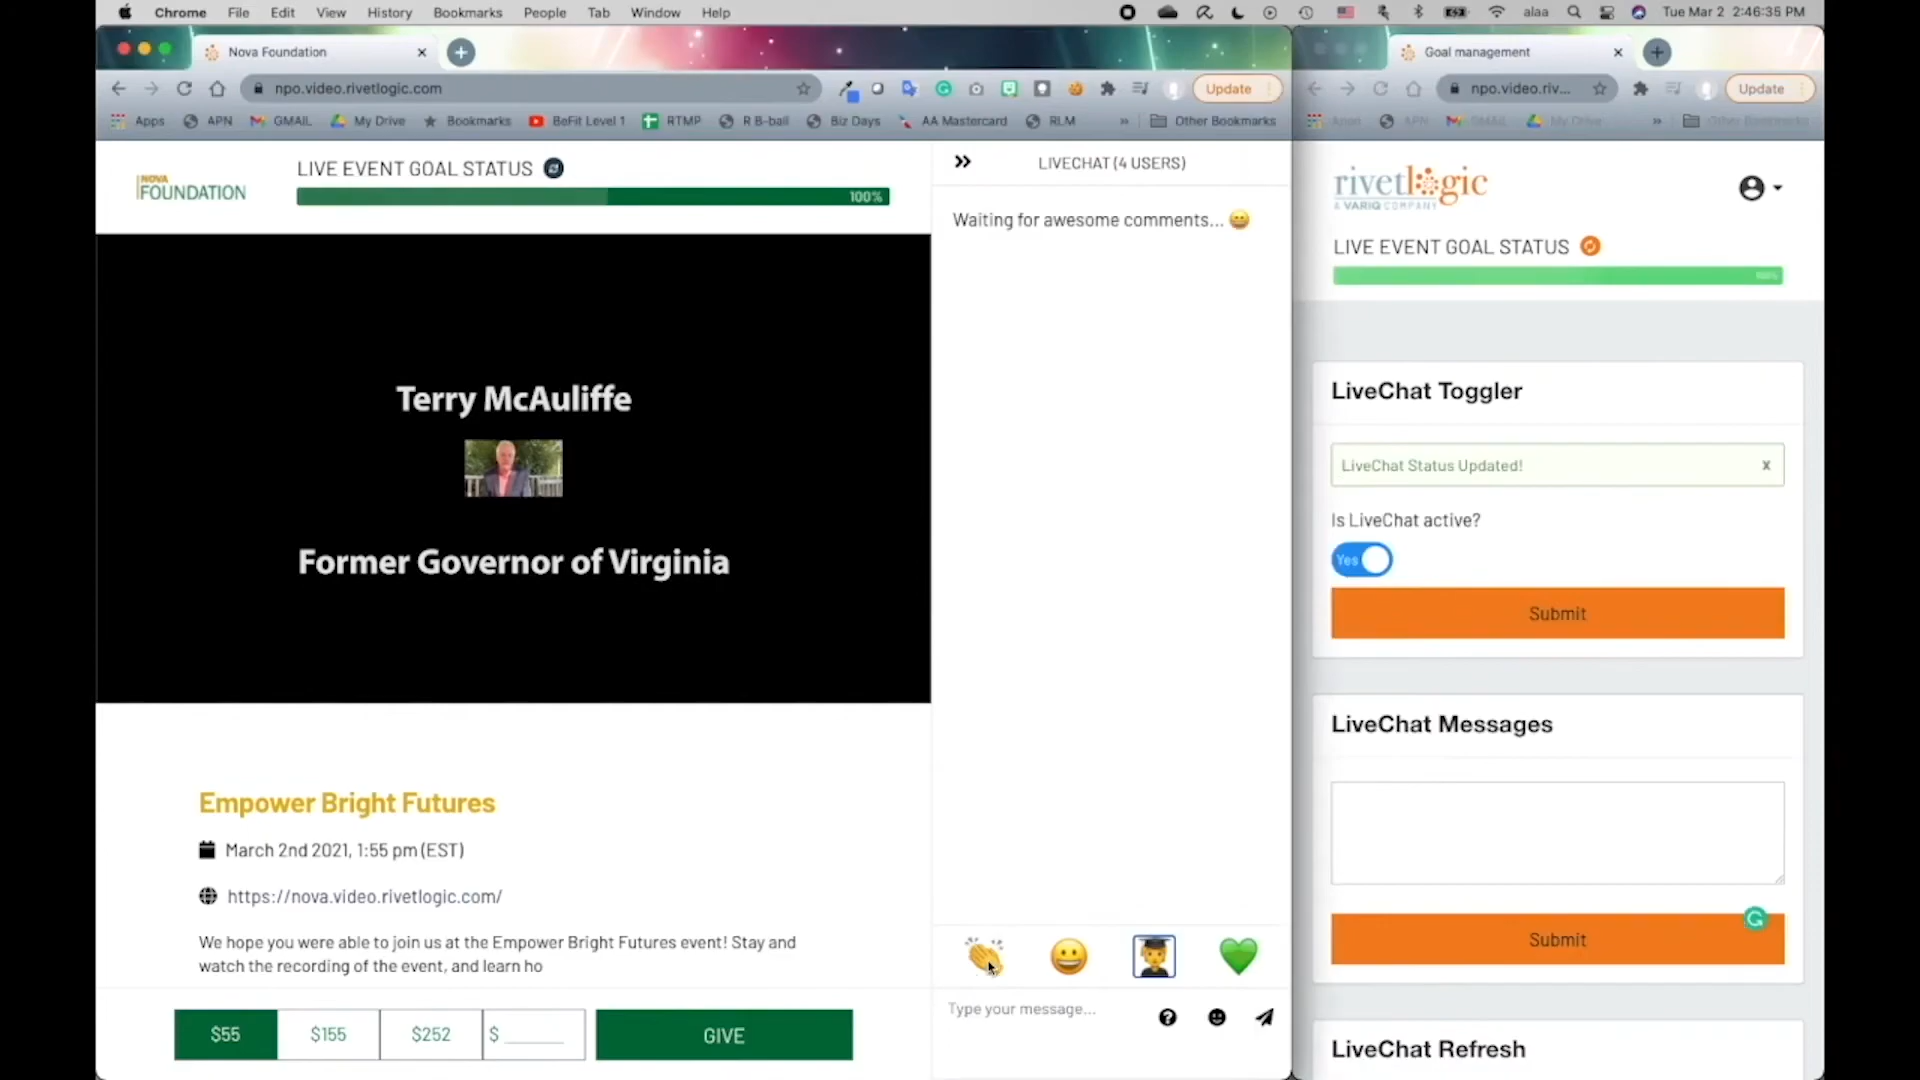 Chrome File Edit View History Bookmarks People Tab Window Help
alaa Tue Mar 2 2:46:35 PM
Nova Foundation
npo.video.rivetlogic.com
Update
Apps APN GMAIL My Drive Bookmarks BeFit Level 1 RTMP R B-ball Biz Days AA Mastercard RLM » Other Bookmarks
NOVA
FOUNDATION
LIVE EVENT GOAL STATUS
100%
Terry McAuliffe
Former Governor of Virginia
Empower Bright Futures
March 2nd 2021, 1:55 pm (EST)
https://nova.video.rivetlogic.com/
We hope you were able to join us at the Empower Bright Futures event! Stay and
watch the recording of the event, and learn ho
$55 $155 $252 $ ______ GIVE
LIVECHAT (4 USERS)
Waiting for awesome comments... 😀
👏 😀 👨‍🎓 💚
Type your message...
Goal management
npo.video.riv...
Update
rivetlogic
A VARIQ COMPANY
LIVE EVENT GOAL STATUS
100%
LiveChat Toggler
LiveChat Status Updated! x
Is LiveChat active?
Yes
Submit
LiveChat Messages
Submit
LiveChat Refresh